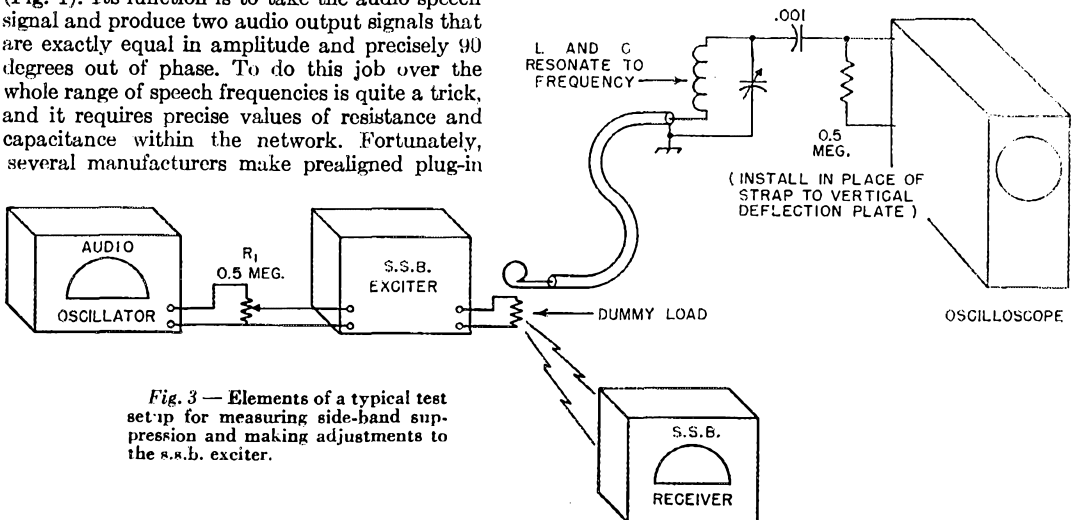 (Fig. 1). Its function is to take the audio speech
signal and produce two audio output signals that
are exactly equal in amplitude and precisely 90
degrees out of phase. To do this job over the
whole range of speech frequencies is quite a trick,
and it requires precise values of resistance and
capacitance within the network. Fortunately,
several manufacturers make prealigned plug-in
.001
L AND C
RESONATE TO
FREQUENCY
0.5
MEG.
(INSTALL IN PLACE OF
STRAP TO VERTICAL
DEFLECTION PLATE)
OSCILLOSCOPE
AUDIO
OSCILLATOR
R1
0.5 MEG.
S.S.B.
EXCITER
DUMMY LOAD
S.S.B.
RECEIVER
Fig. 3 — Elements of a typical test
setup for measuring side-band sup-
pression and making adjustments to
the s.s.b. exciter.